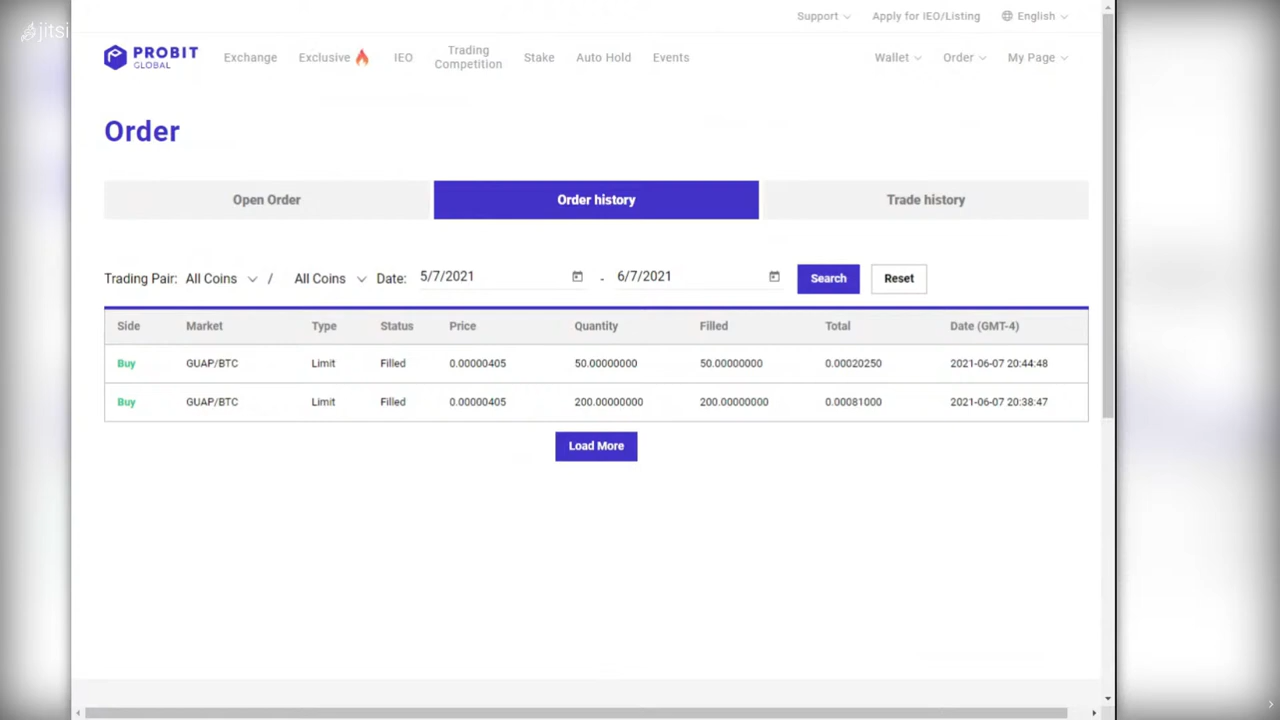 jitsi
Support Apply for IEO/Listing English
PROBIT
GLOBAL
Exchange Exclusive IEO Trading Competition Stake Auto Hold Events Wallet Order My Page
Order
Open Order Order history Trade history
Trading Pair: All Coins / All Coins Date: 5/7/2021 - 6/7/2021 Search Reset
Side Market Type Status Price Quantity Filled Total Date (GMT-4)
Buy GUAP/BTC Limit Filled 0.00000405 50.00000000 50.00000000 0.00020250 2021-06-07 20:44:48
Buy GUAP/BTC Limit Filled 0.00000405 200.00000000 200.00000000 0.00081000 2021-06-07 20:38:47
Load More